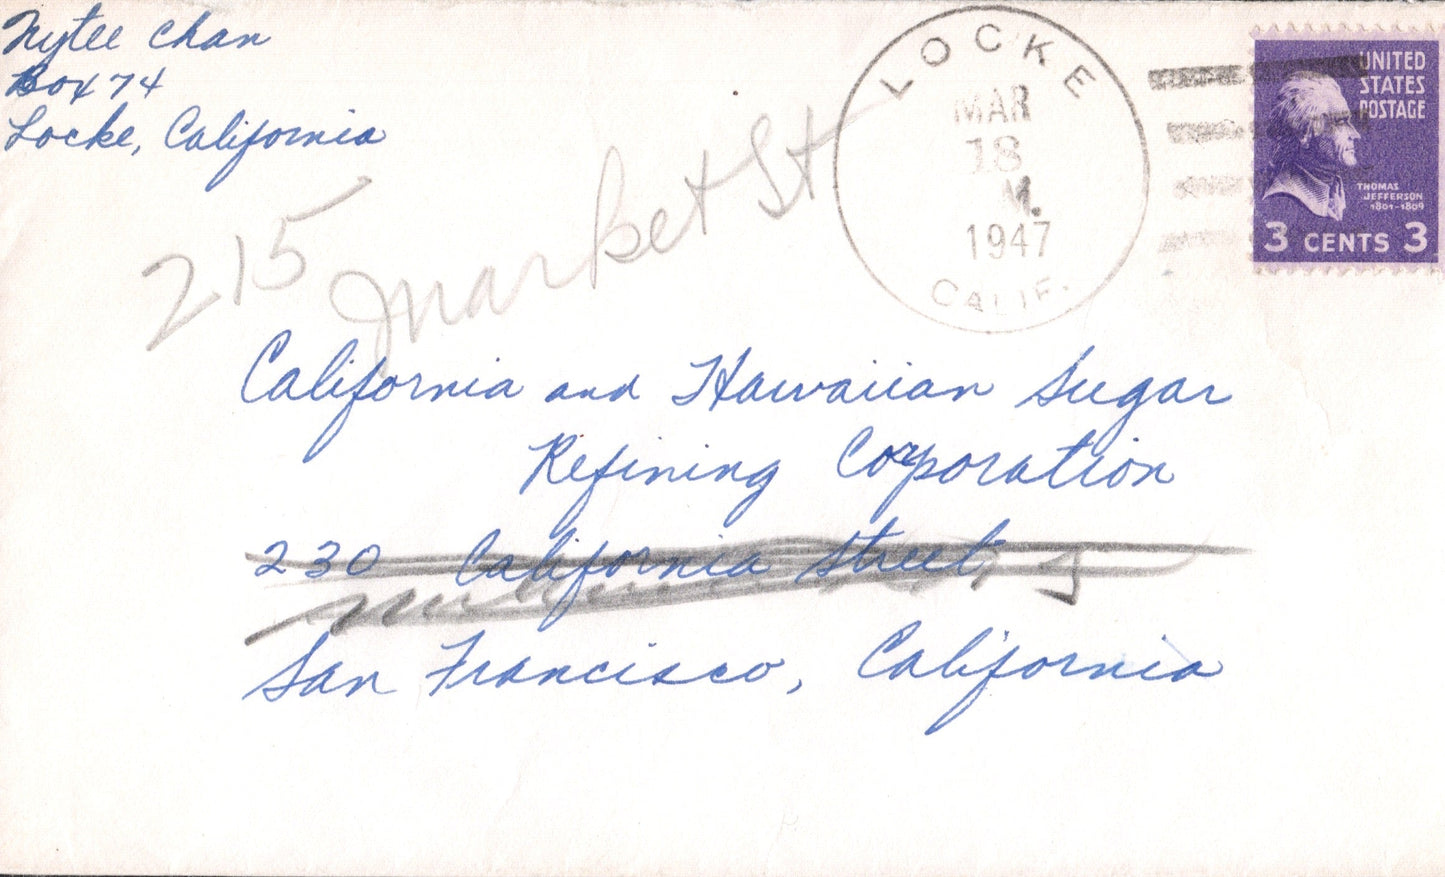 Nytee Chan
Box 74
Locke, California
215 Market St
LOCKE
MAR
18
M.
1947
CALIF.
UNITED
STATES
POSTAGE
THOMAS
JEFFERSON
1801-1809
3 CENTS 3
California and Hawaiian Sugar
Refining Corporation
230 California Street
San Francisco, California